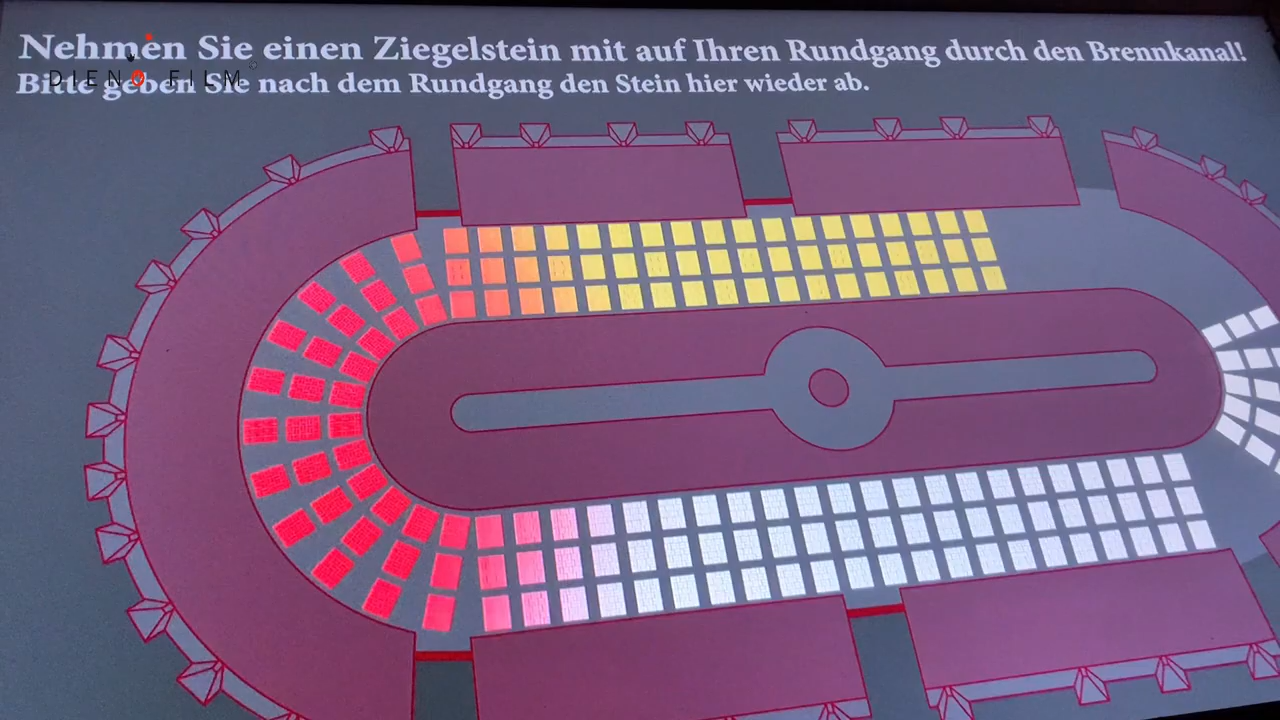 Nehmen Sie einen Ziegelstein mit auf Ihren Rundgang durch den Brennkanal!
Bitte geben Sie nach dem Rundgang den Stein hier wieder ab.
DIENO FILM